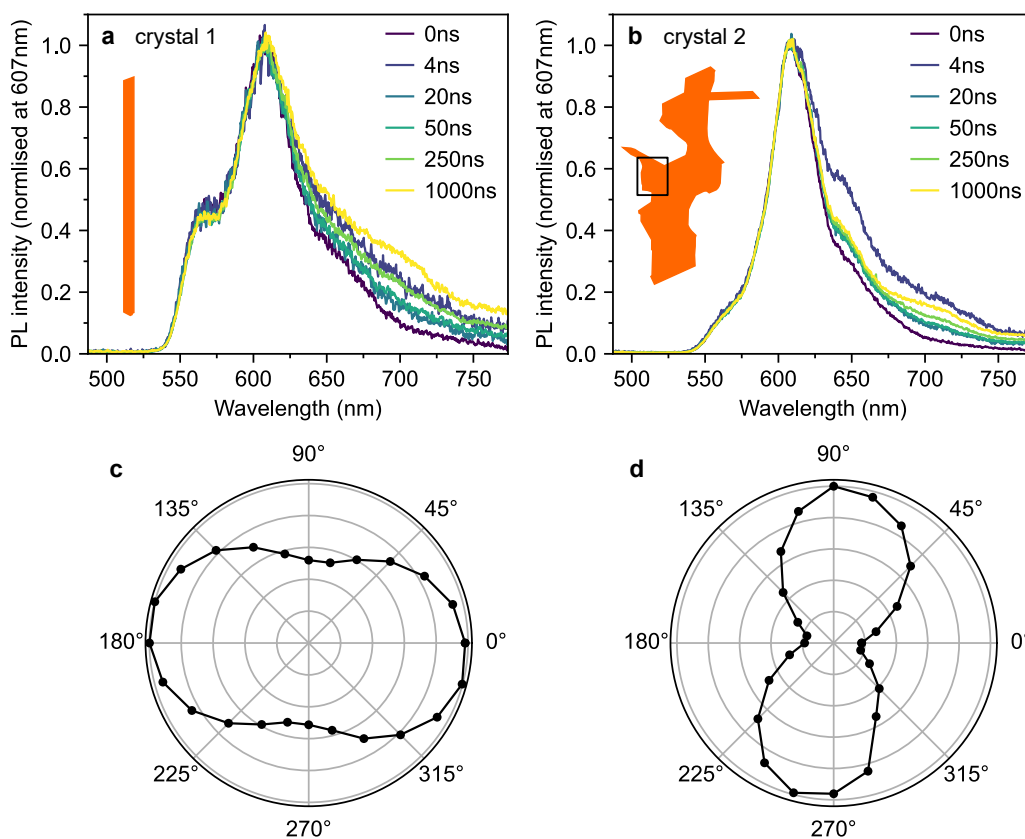 a crystal 1
0ns
4ns
20ns
50ns
250ns
1000ns
PL intensity (normlised at 607nm)
1.0
0.8
0.6
0.4
0.2
0.0
500 550 600 650 700 750
Wavelength (nm)
b crystal 2
0ns
4ns
20ns
50ns
250ns
1000ns
PL intensity (normlised at 607nm)
1.0
0.8
0.6
0.4
0.2
0.0
500 550 600 650 700 750
Wavelength (nm)
c
90°
135° 45°
180° 0°
225° 315°
270°
d
90°
135° 45°
180° 0°
225° 315°
270°